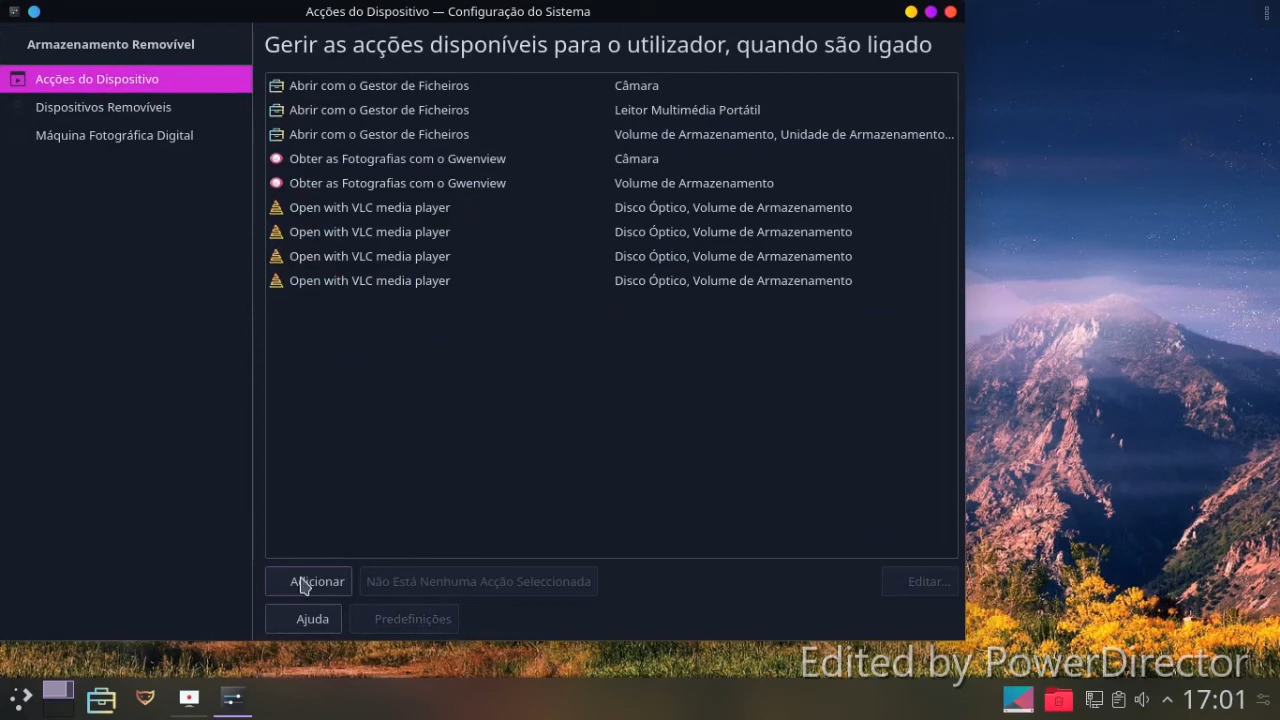 Acções do Dispositivo — Configuração do Sistema
Armazenamento Removível
Acções do Dispositivo
Dispositivos Removíveis
Máquina Fotográfica Digital
Gerir as acções disponíveis para o utilizador, quando são ligado
Abrir com o Gestor de Ficheiros Câmara
Abrir com o Gestor de Ficheiros Leitor Multimédia Portátil
Abrir com o Gestor de Ficheiros Volume de Armazenamento, Unidade de Armazenamento...
Obter as Fotografias com o Gwenview Câmara
Obter as Fotografias com o Gwenview Volume de Armazenamento
Open with VLC media player Disco Óptico, Volume de Armazenamento
Open with VLC media player Disco Óptico, Volume de Armazenamento
Open with VLC media player Disco Óptico, Volume de Armazenamento
Open with VLC media player Disco Óptico, Volume de Armazenamento
Adicionar Não Está Nenhuma Acção Seleccionada Editar...
Ajuda Predefinições
Edited by PowerDirector
17:01